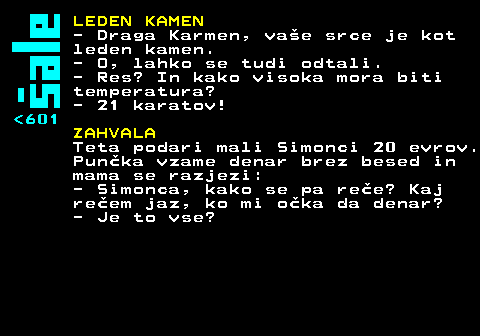 šale
<601
LEDEN KAMEN
- Draga Karmen, vaše srce je kot
leden kamen.
- O, lahko se tudi odtali.
- Res? In kako visoka mora biti
temperatura?
- 21 karatov!
ZAHVALA
Teta podari mali Simonci 20 evrov.
Punčka vzame denar brez besed in
mama se razjezi:
- Simonca, kako se pa reče? Kaj
rečem jaz, ko mi očka da denar?
- Je to vse?